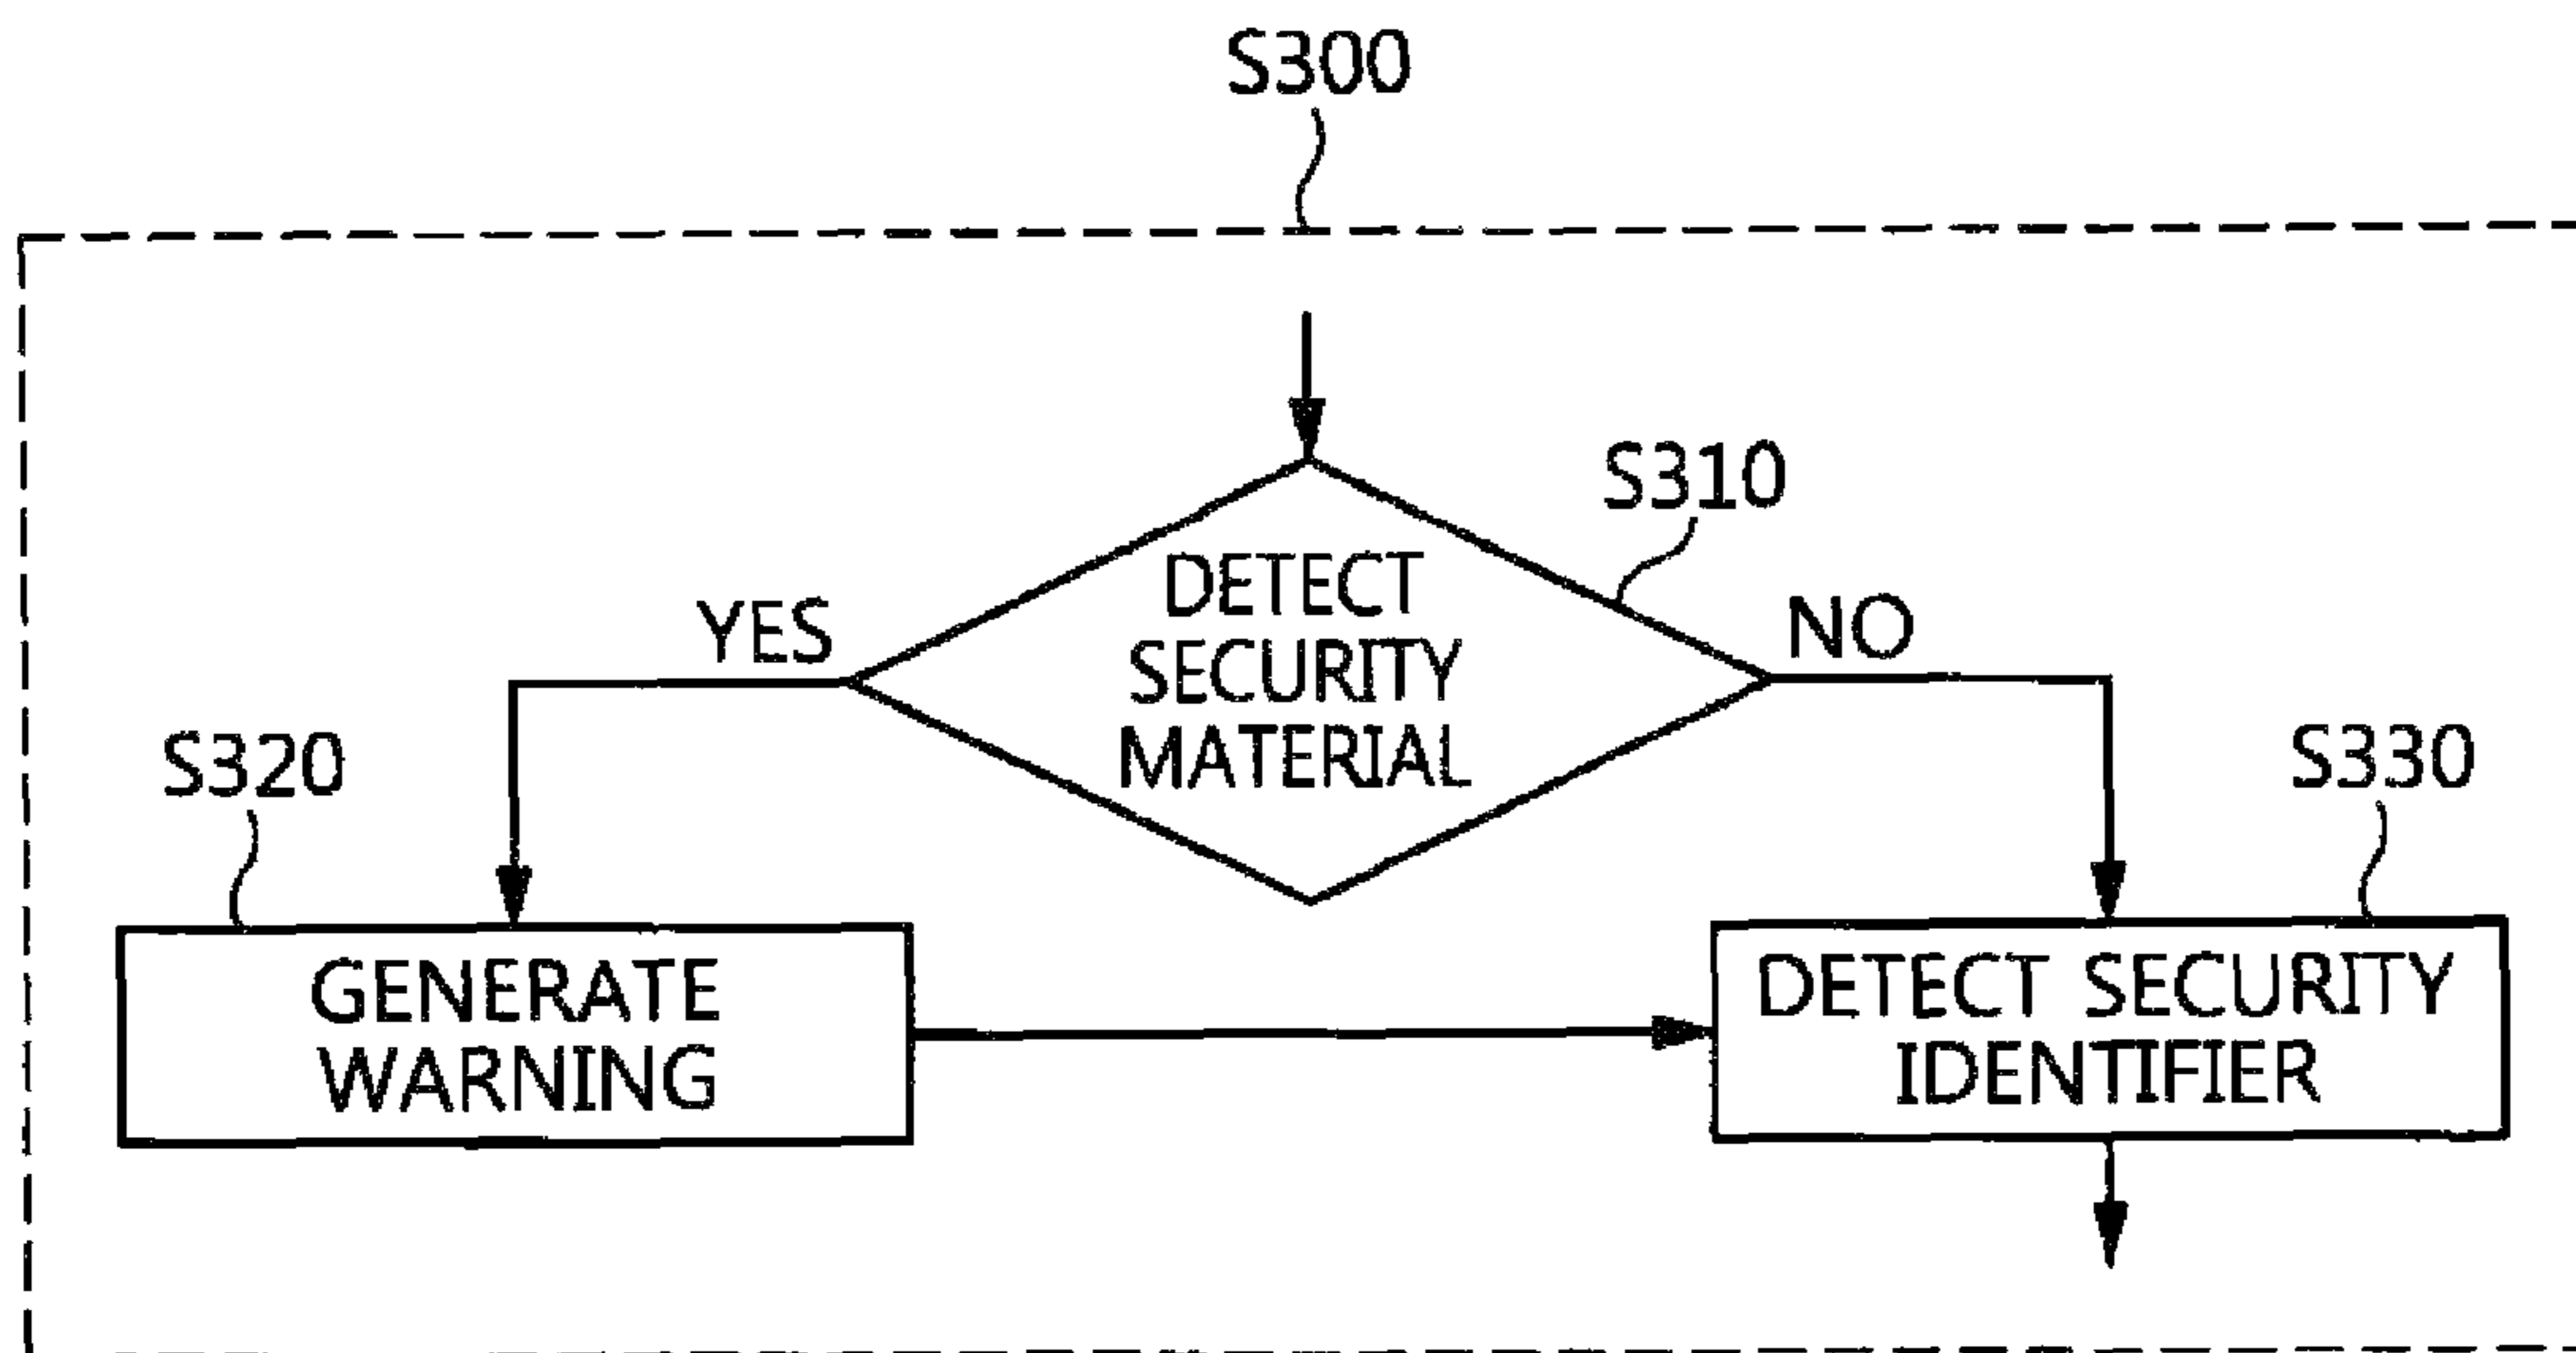 S300
S310
DETECT
SECURITY
MATERIAL
YES
NO
S320
S330
GENERATE
WARNING
DETECT SECURITY
IDENTIFIER